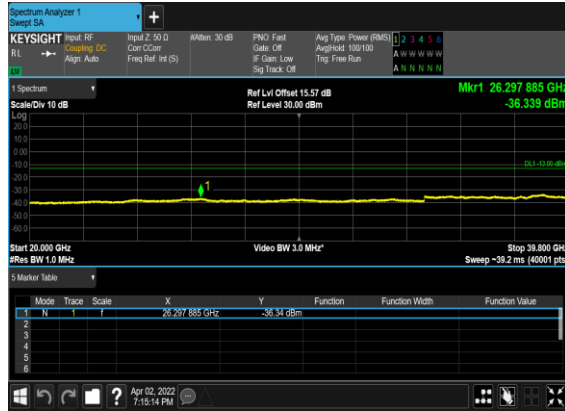 Spectrum Analyzer 1
Swept SA
+
KEYSIGHT Input: RF Input Z: 50 Ω #Atten: 30 dB PNO: Fast Avg Type: Power (RMS) 1 2 3 4 5 6
RL Coupling: DC Corr CCorr Gate: Off Avg|Hold: 100/100 A W W W W W
Align: Auto Freq Ref: Int (S) IF Gain: Low Trig: Free Run
Sig Track: Off A N N N N N
1 Spectrum Ref Lvl Offset 15.57 dB Mkr1 26.297 885 GHz
Scale/Div 10 dB Ref Level 30.00 dBm -36.339 dBm
Log
20.0
10.0
0.00
-10.0 DL1 -13.00 dBm
-20.0
-30.0 1
-40.0
-50.0
-60.0
Start 20.000 GHz Video BW 3.0 MHz* Stop 39.800 GHz
#Res BW 1.0 MHz Sweep ~39.2 ms (40001 pts)
5 Marker Table
Mode Trace Scale X Y Function Function Width Function Value
1 N 1 f 26.297 885 GHz -36.34 dBm
2
3
4
5
6
? Apr 02, 2022
7:15:14 PM